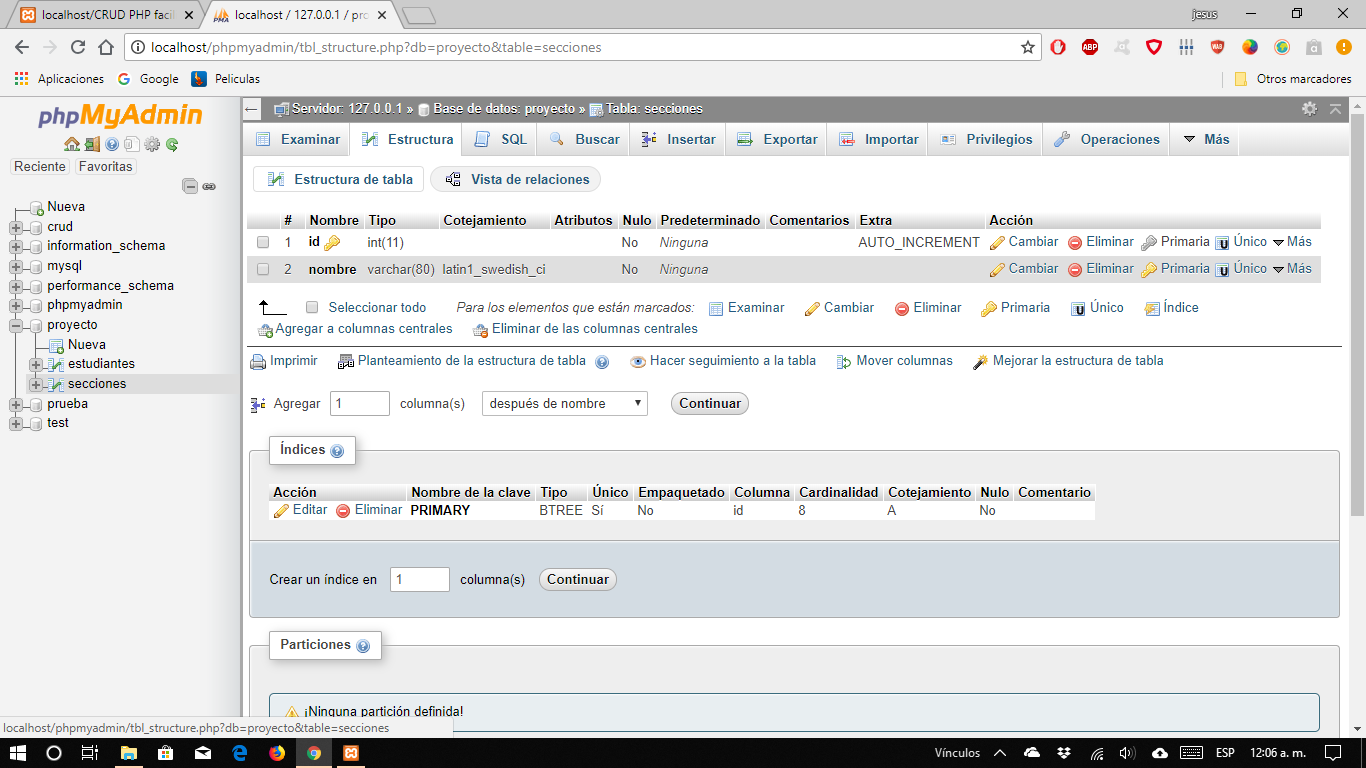 localhost/CRUD PHP facil
localhost / 127.0.0.1 / pro
jesus
localhost/phpmyadmin/tbl_structure.php?db=proyecto&table=secciones
ABP
Aplicaciones Google Peliculas Otros marcadores
phpMyAdmin
Reciente Favoritas
Nueva
crud
information_schema
mysql
performance_schema
phpmyadmin
proyecto
Nueva
estudiantes
secciones
prueba
test
Servidor: 127.0.0.1 » Base de datos: proyecto » Tabla: secciones
Examinar Estructura SQL Buscar Insertar Exportar Importar Privilegios Operaciones Más
Estructura de tabla Vista de relaciones
# Nombre Tipo Cotejamiento Atributos Nulo Predeterminado Comentarios Extra Acción
1 id int(11) No Ninguna AUTO_INCREMENT Cambiar Eliminar Primaria Único Más
2 nombre varchar(80) latin1_swedish_ci No Ninguna Cambiar Eliminar Primaria Único Más
Seleccionar todo Para los elementos que están marcados: Examinar Cambiar Eliminar Primaria Único Índice
Agregar a columnas centrales Eliminar de las columnas centrales
Imprimir Planteamiento de la estructura de tabla Hacer seguimiento a la tabla Mover columnas Mejorar la estructura de tabla
Agregar 1 columna(s) después de nombre Continuar
Índices
Acción Nombre de la clave Tipo Único Empaquetado Columna Cardinalidad Cotejamiento Nulo Comentario
Editar Eliminar PRIMARY BTREE Sí No id 8 A No
Crear un índice en 1 columna(s) Continuar
Particiones
¡Ninguna partición definida!
localhost/phpmyadmin/tbl_structure.php?db=proyecto&table=secciones
Vínculos ESP 12:06 a. m.